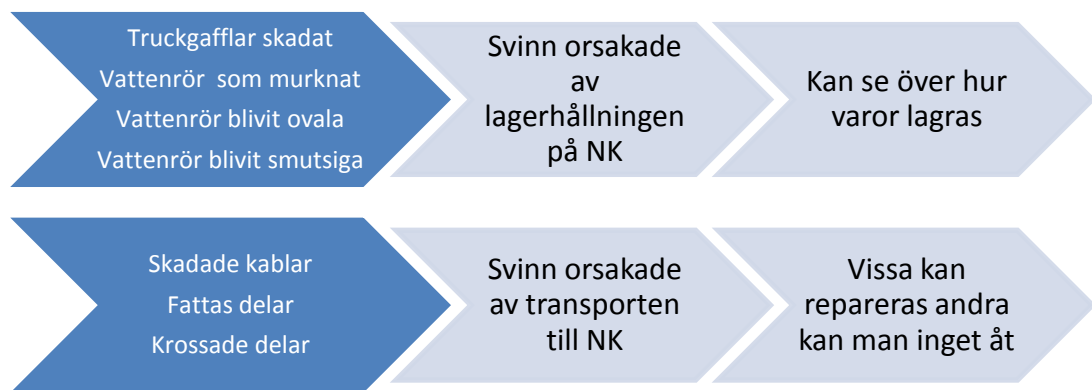 Truckgafflar skadat
Vattenrör som murknat
Vattenrör blivit ovala
Vattenrör blivit smutsiga
Svinn orsakade
av
lagerhållningen
på NK
Kan se över hur
varor lagras
Skadade kablar
Fattas delar
Krossade delar
Svinn orsakade
av transporten
till NK
Vissa kan
repareras andra
kan man inget åt